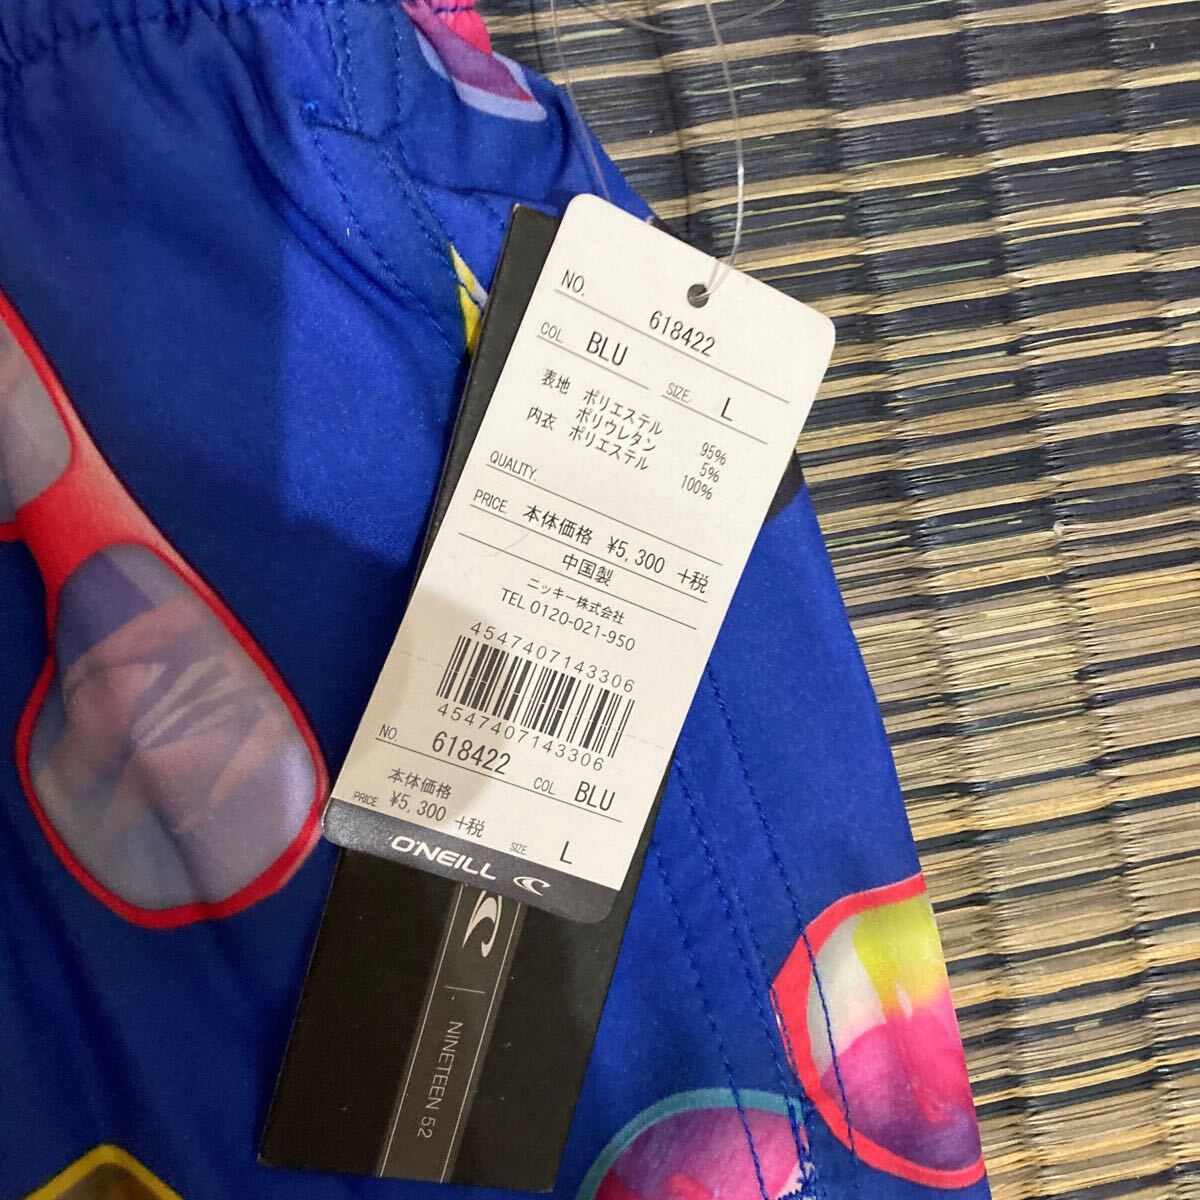 NO. 618422
COL BLU SIZE. L
表地 ポリエステル 95%
ポリウレタン 5%
内衣 ポリエステル 100%
QUALITY.
PRICE. 本体価格 ¥5,300 +税
中国製
ニッキー株式会社
TEL 0120-021-950
4547407143306
4547407143306
NO. 618422 COL BLU
本体価格
PRICE ¥5,300 +税 SIZE. L
O'NEILL
NINETEEN 52